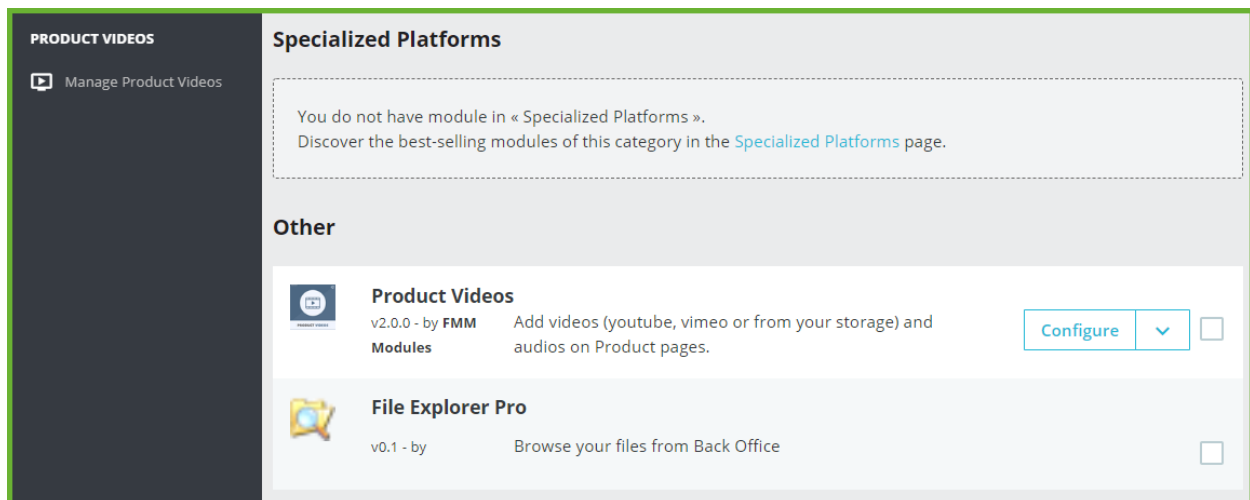 PRODUCT VIDEOS
Manage Product Videos
Specialized Platforms
You do not have module in « Specialized Platforms ».
Discover the best-selling modules of this category in the Specialized Platforms page.
Other
PRODUCT VIDEOS
Product Videos
v2.0.0 - by FMM Modules
Add videos (youtube, vimeo or from your storage) and
audios on Product pages.
Configure
File Explorer Pro
v0.1 - by
Browse your files from Back Office